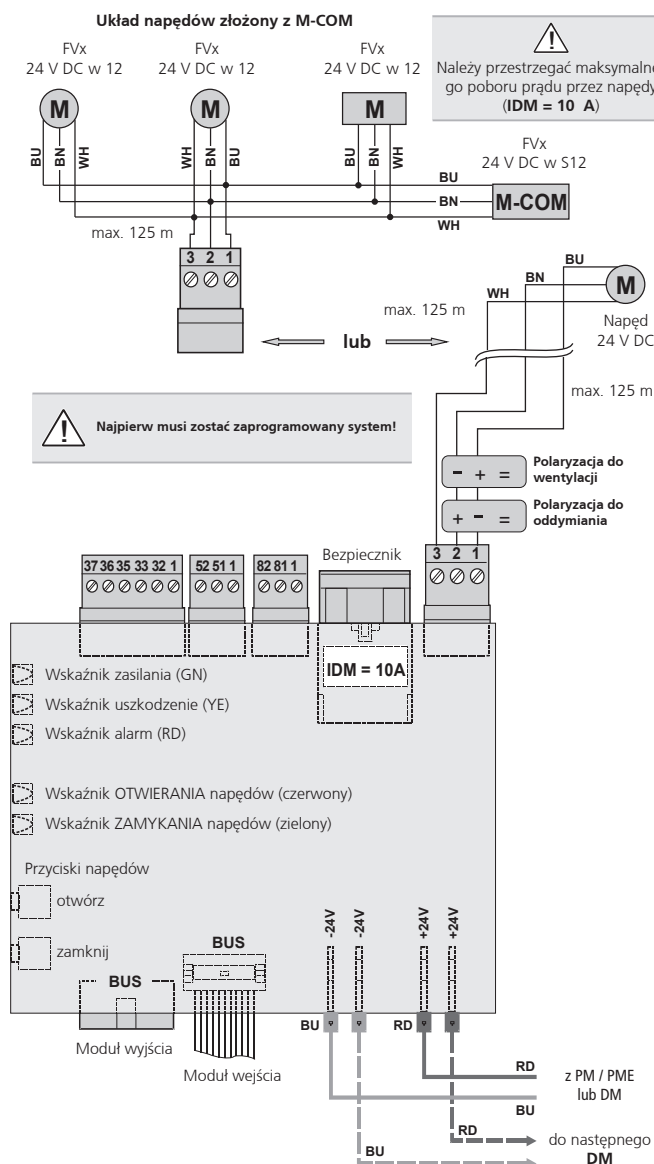 Układ napędów złożony z M-COM
FVx
24 V DC w 12
FVx
24 V DC w 12
FVx
24 V DC w 12
Należy przestrzegać maksymalne
go poboru prądu przez napędy
(IDM = 10 A)
M
M
M
FVx
24 V DC w S12
BU
BN
WH
WH
BN
BU
BU
BN
WH
BU
BN
WH
M-COM
max. 125 m
3 2 1
BU
BN
WH
M
max. 125 m
Napęd
24 V DC
lub
max. 125 m
Najpierw musi zostać zaprogramowany system!
- + =
Polaryzacja do
wentylacji
+ - =
Polaryzacja do
oddymiania
37 36 35 33 32 1
52 51 1
82 81 1
Bezpiecznik
3 2 1
IDM = 10A
Wskaźnik zasilania (GN)
Wskaźnik uszkodzenie (YE)
Wskaźnik alarm (RD)
Wskaźnik OTWIERANIA napędów (czerwony)
Wskaźnik ZAMYKANIA napędów (zielony)
Przyciski napędów
otwórz
zamknij
BUS
BUS
-24V
-24V
+24V
+24V
BU
RD
Moduł wyjścia
Moduł wejścia
RD
BU
z PM / PME
lub DM
RD
BU
do następnego
DM